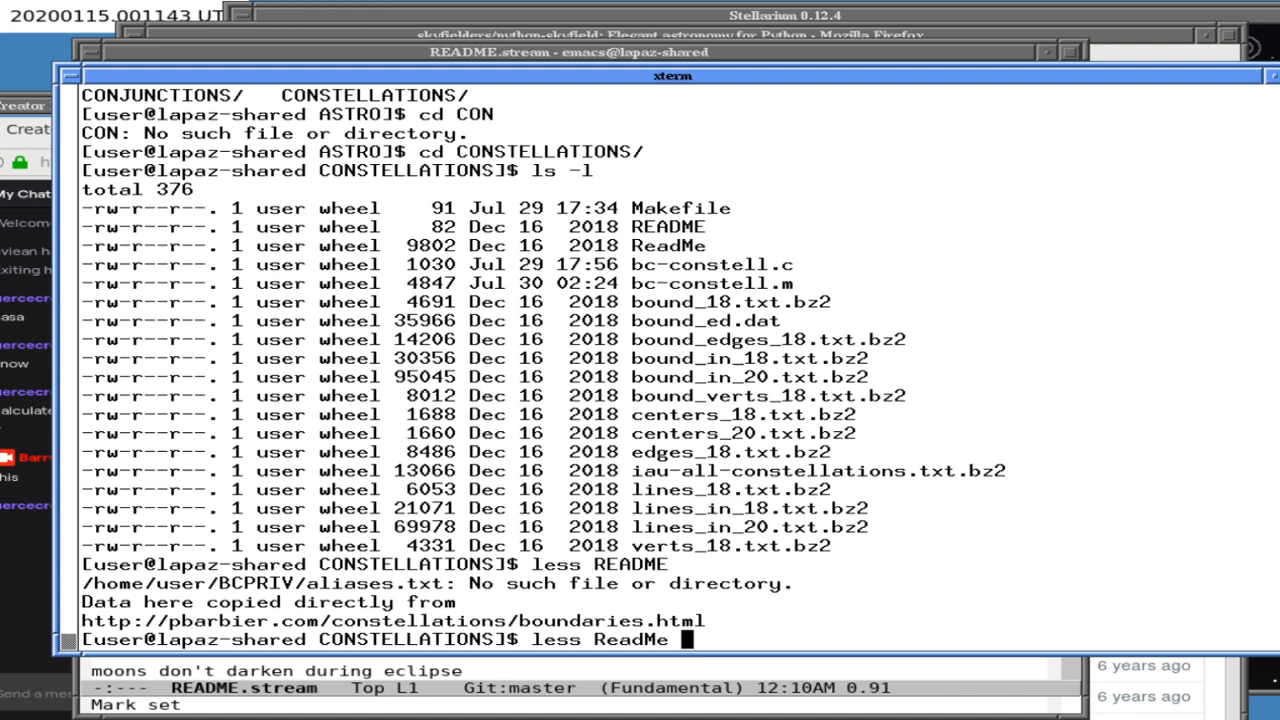 20200115.001143 UT
Stellarium 0.12.4
skyfielders/python-skyfield: Elegant astronomy for Python - Mozilla Firefox
README.stream - emacs@lapaz-shared
xterm
Creator
Creat
h
My Chat
Welcom
eviean h
Exiting h
uercecr
asa
uercecr
now
uercecr
calculate
Barry
his
uercecr
Send a me
CONJUNCTIONS/   CONSTELLATIONS/
[user@lapaz-shared ASTRO]$ cd CON
CON: No such file or directory.
[user@lapaz-shared ASTRO]$ cd CONSTELLATIONS/
[user@lapaz-shared CONSTELLATIONS]$ ls -l
total 376
-rw-r--r--. 1 user wheel    91 Jul 29 17:34 Makefile
-rw-r--r--. 1 user wheel    82 Dec 16  2018 README
-rw-r--r--. 1 user wheel  9802 Dec 16  2018 ReadMe
-rw-r--r--. 1 user wheel  1030 Jul 29 17:56 bc-constell.c
-rw-r--r--. 1 user wheel  4847 Jul 30 02:24 bc-constell.m
-rw-r--r--. 1 user wheel  4691 Dec 16  2018 bound_18.txt.bz2
-rw-r--r--. 1 user wheel 35966 Dec 16  2018 bound_ed.dat
-rw-r--r--. 1 user wheel 14206 Dec 16  2018 bound_edges_18.txt.bz2
-rw-r--r--. 1 user wheel 30356 Dec 16  2018 bound_in_18.txt.bz2
-rw-r--r--. 1 user wheel 95045 Dec 16  2018 bound_in_20.txt.bz2
-rw-r--r--. 1 user wheel  8012 Dec 16  2018 bound_verts_18.txt.bz2
-rw-r--r--. 1 user wheel  1688 Dec 16  2018 centers_18.txt.bz2
-rw-r--r--. 1 user wheel  1660 Dec 16  2018 centers_20.txt.bz2
-rw-r--r--. 1 user wheel  8486 Dec 16  2018 edges_18.txt.bz2
-rw-r--r--. 1 user wheel 13066 Dec 16  2018 iau-all-constellations.txt.bz2
-rw-r--r--. 1 user wheel  6053 Dec 16  2018 lines_18.txt.bz2
-rw-r--r--. 1 user wheel 21071 Dec 16  2018 lines_in_18.txt.bz2
-rw-r--r--. 1 user wheel 69978 Dec 16  2018 lines_in_20.txt.bz2
-rw-r--r--. 1 user wheel  4331 Dec 16  2018 verts_18.txt.bz2
[user@lapaz-shared CONSTELLATIONS]$ less README
/home/user/BCPRIV/aliases.txt: No such file or directory.
Data here copied directly from
http://pbarbier.com/constellations/boundaries.html
[user@lapaz-shared CONSTELLATIONS]$ less ReadMe
moons don't darken during eclipse
-:---  README.stream   Top L1    Git:master  (Fundamental) 12:10AM 0.91
Mark set
6 years ago
6 years ago